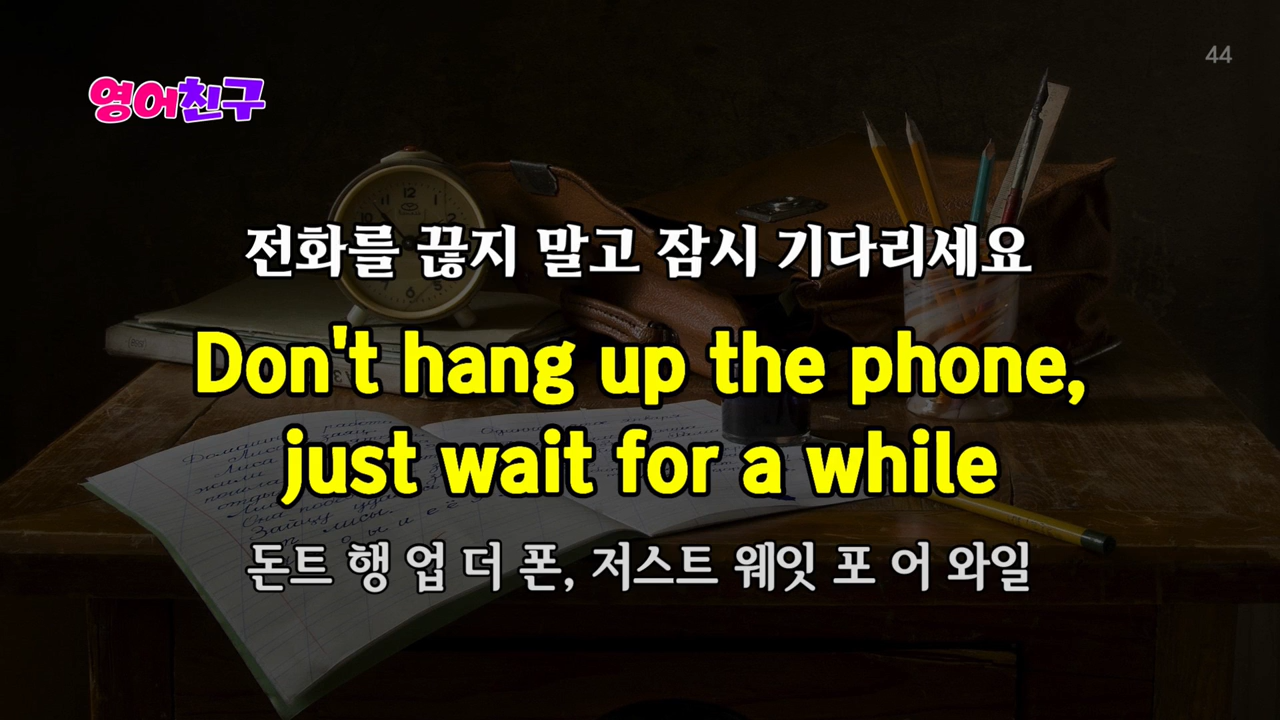 44
영어친구
전화를 끊지 말고 잠시 기다리세요
Don't hang up the phone,
just wait for a while
돈트 행 업 더 폰, 저스트 웨잇 포 어 와일